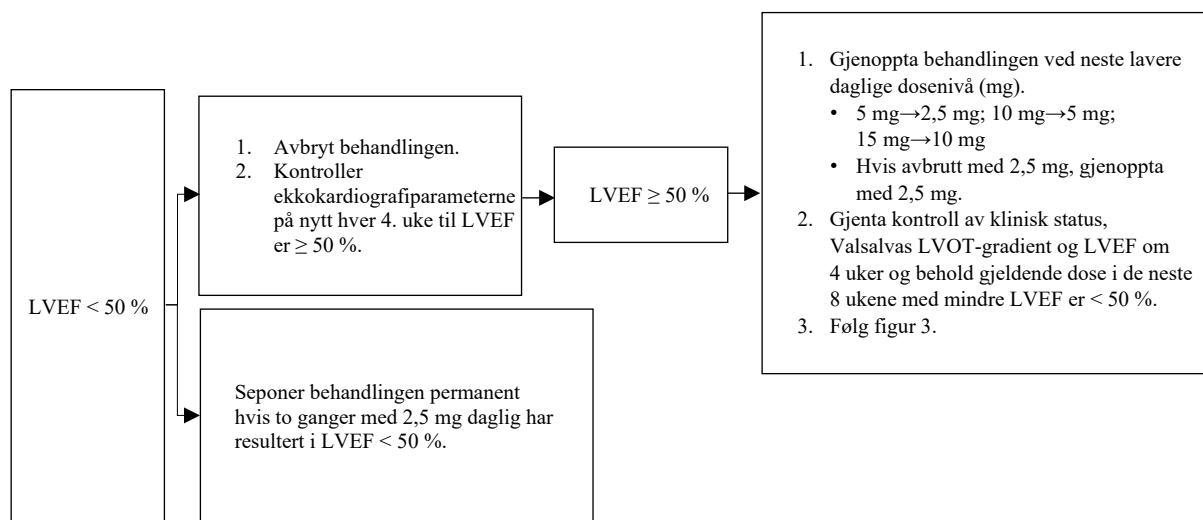 LVEF < 50 %
1. Avbryt behandlingen.
2. Kontroller
ekkokardiografiparameterne
på nytt hver 4. uke til LVEF
er ≥ 50 %.
LVEF ≥ 50 %
1. Gjenoppta behandlingen ved neste lavere
daglige dosenivå (mg).
• 5 mg→2,5 mg; 10 mg→5 mg;
15 mg→10 mg
• Hvis avbrutt med 2,5 mg, gjenoppta
med 2,5 mg.
2. Gjenta kontroll av klinisk status,
Valsalvas LVOT-gradient og LVEF om
4 uker og behold gjeldende dose i de neste
8 ukene med mindre LVEF er < 50 %.
3. Følg figur 3.
Seponer behandlingen permanent
hvis to ganger med 2,5 mg daglig har
resultert i LVEF < 50 %.